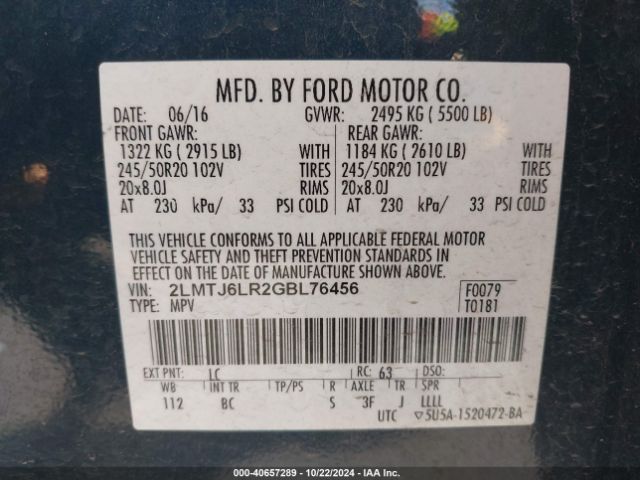 MFD. BY FORD MOTOR CO.
DATE: 06/16 GVWR: 2495 KG ( 5500 LB)
FRONT GAWR: REAR GAWR:
1322 KG ( 2915 LB) WITH 1184 KG ( 2610 LB) WITH
245/50R20 102V TIRES 245/50R20 102V TIRES
20x8.0J RIMS 20x8.0J RIMS
AT 230 kPa/ 33 PSI COLD AT 230 kPa/ 33 PSI COLD
THIS VEHICLE CONFORMS TO ALL APPLICABLE FEDERAL MOTOR
VEHICLE SAFETY AND THEFT PREVENTION STANDARDS IN
EFFECT ON THE DATE OF MANUFACTURE SHOWN ABOVE.
VIN: 2LMTJ6LR2GBL76456 F0079
TYPE: MPV T0181
EXT PNT: LC RC: 63 DSO:
WB INT TR TP/PS R AXLE TR SPR
112 BC S 3F J LLLL
UTC ▽5U5A-1520472-BA
000-40657289 - 10/22/2024 - IAAI.com